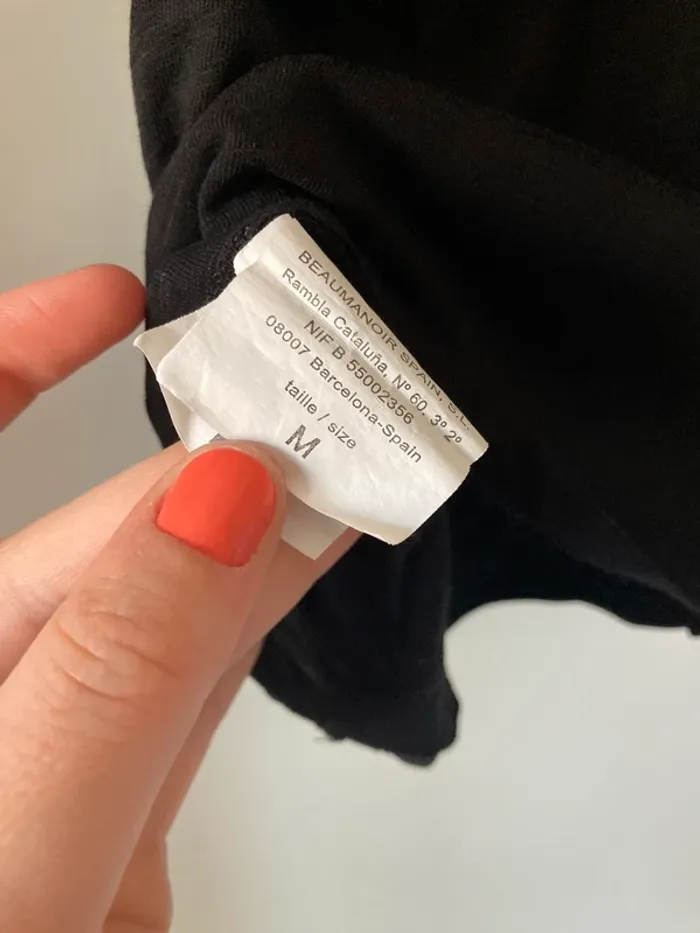 BEAUMANOIR SPAIN, S.L.
Rambla Cataluña, Nº 60. 3º 2º
NIF B 55002356
08007 Barcelona-Spain
taille / size
M